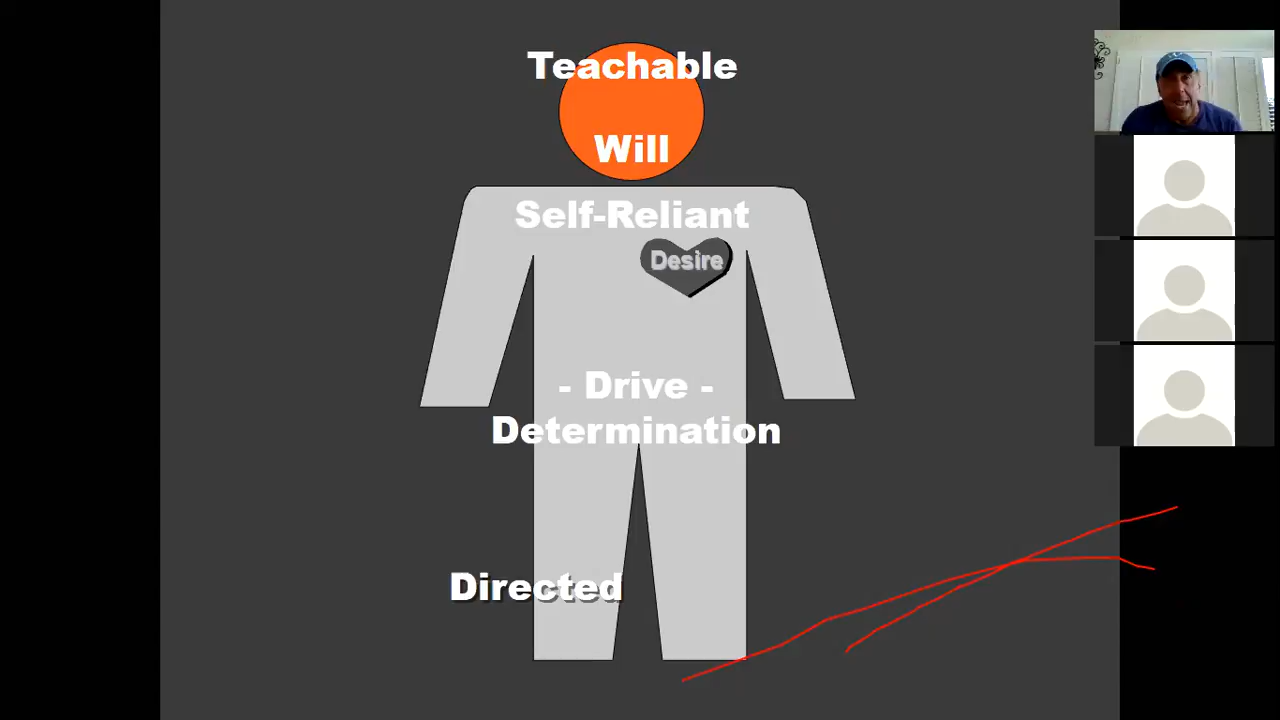 Teachable
Will
Self-Reliant
Desire
- Drive -
Determination
Directed